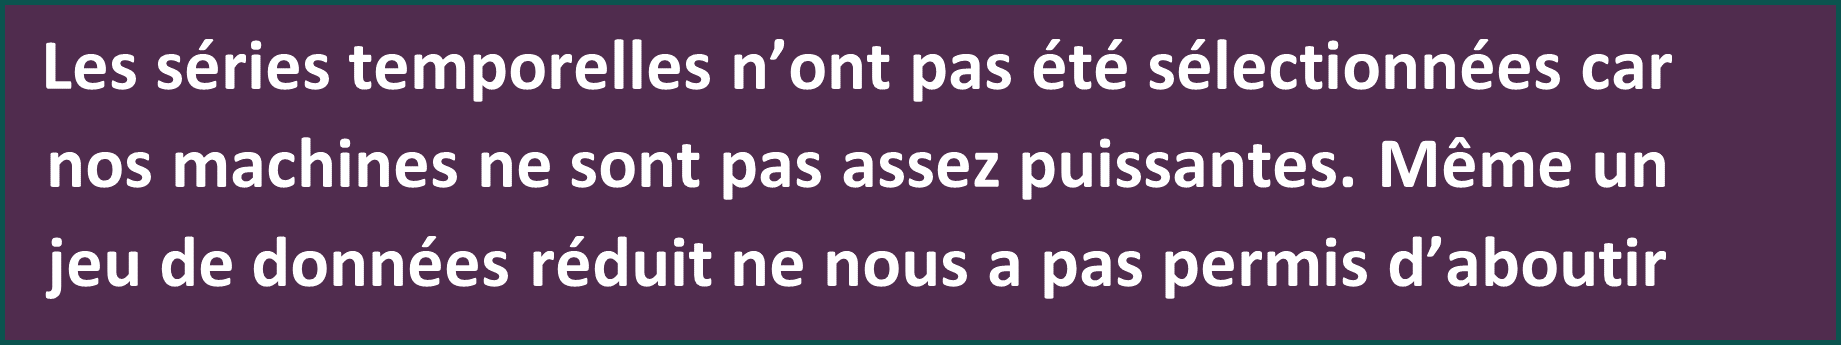 Les séries temporelles n’ont pas été sélectionnées car
nos machines ne sont pas assez puissantes. Même un
jeu de données réduit ne nous a pas permis d’aboutir